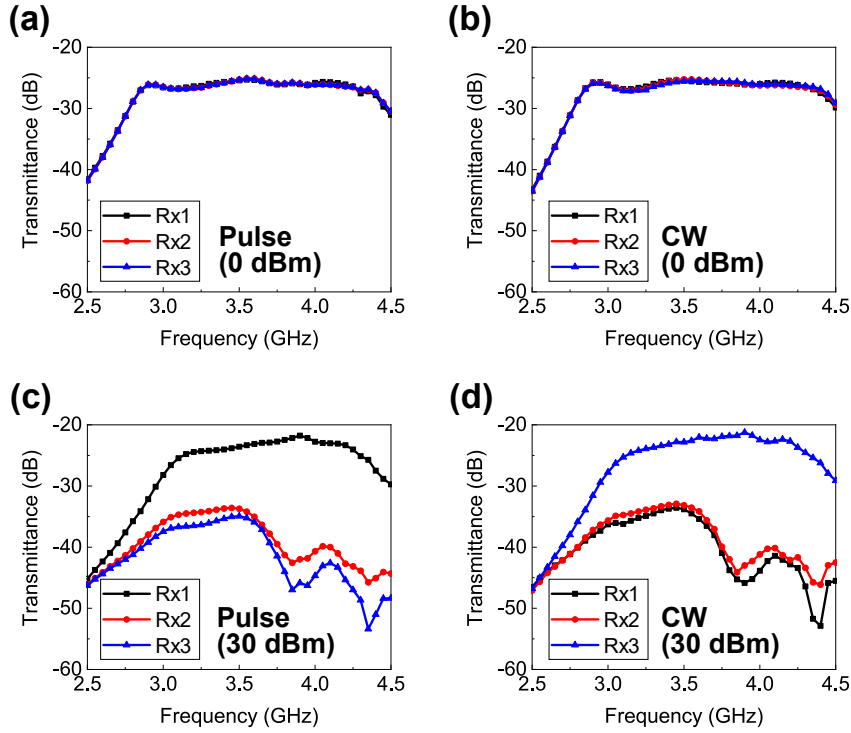 (a)
(b)
Transmittance (dB)
-20
-30
-40
-50
-60
Rx1
Rx2
Rx3
Pulse
(0 dBm)
2.5
3.0
3.5
4.0
4.5
Frequency (GHz)
Transmittance (dB)
-20
-30
-40
-50
-60
Rx1
Rx2
Rx3
CW
(0 dBm)
2.5
3.0
3.5
4.0
4.5
Frequency (GHz)
(c)
(d)
Transmittance (dB)
-20
-30
-40
-50
-60
Rx1
Rx2
Rx3
Pulse
(30 dBm)
2.5
3.0
3.5
4.0
4.5
Frequency (GHz)
Transmittance (dB)
-20
-30
-40
-50
-60
Rx1
Rx2
Rx3
CW
(30 dBm)
2.5
3.0
3.5
4.0
4.5
Frequency (GHz)